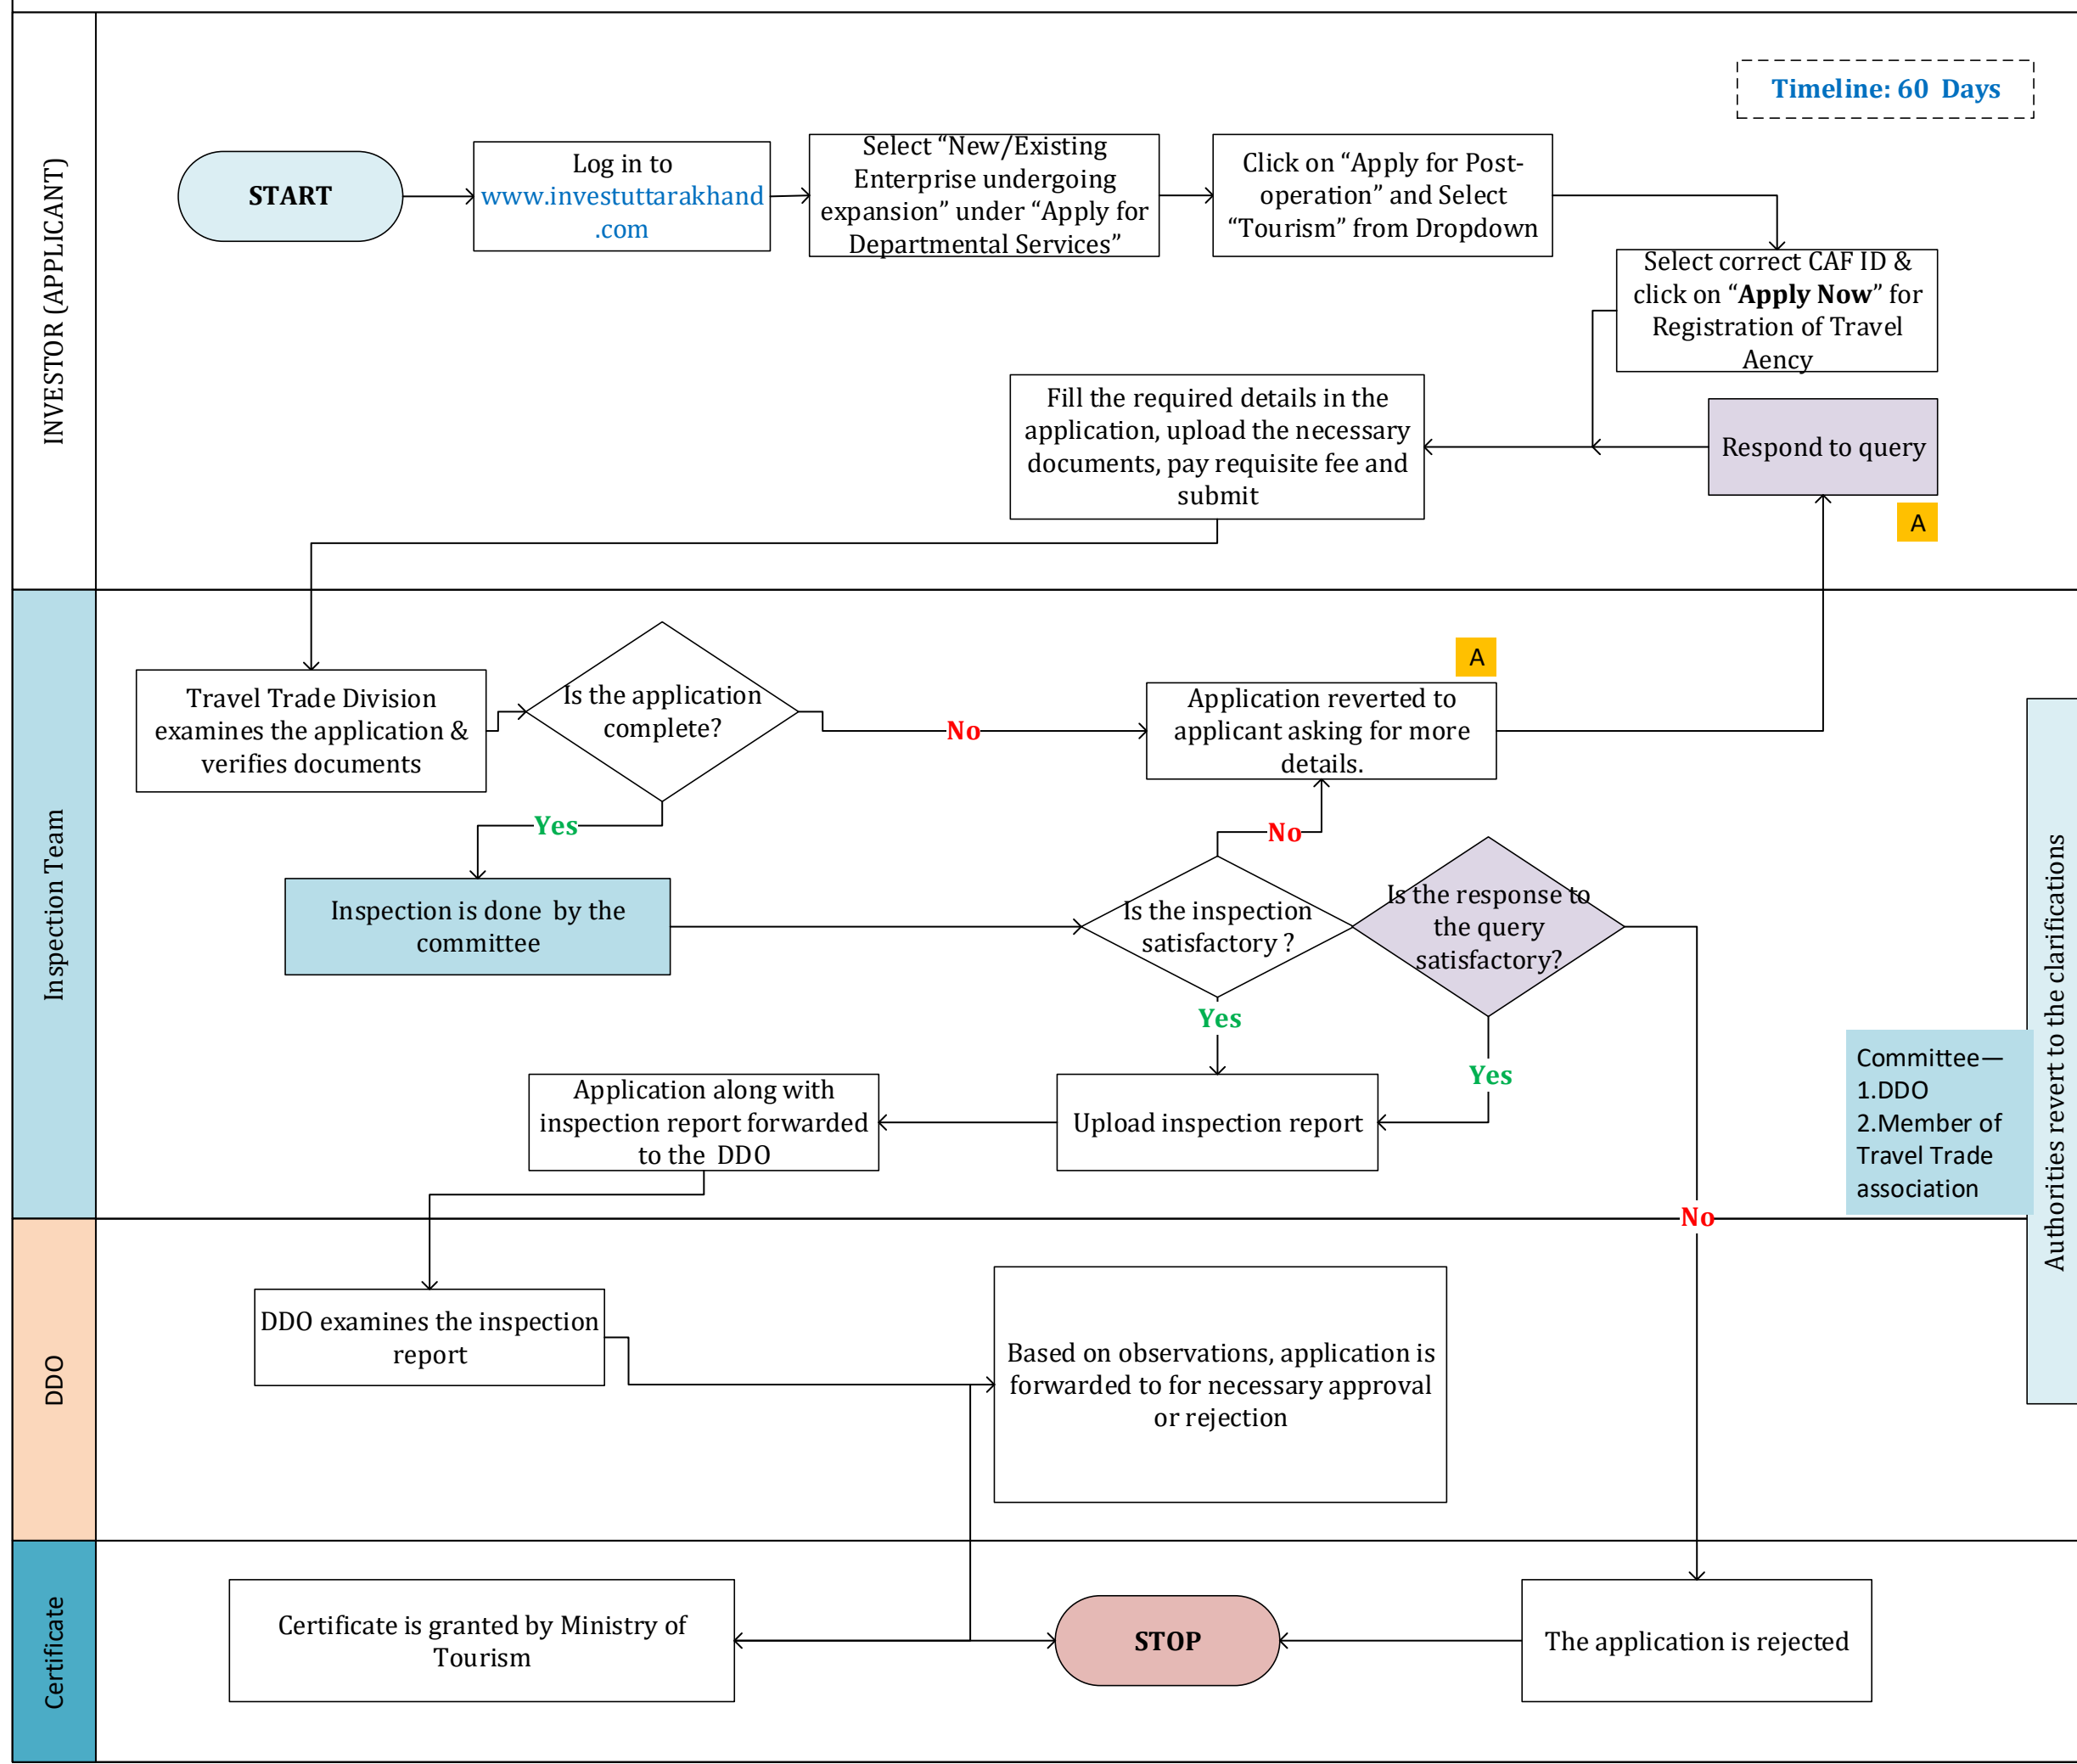 INVESTOR (APPLICANT)
Timeline: 60  Days
START
Log in to
www.investuttarakhand
.com
Select “New/Existing
Enterprise undergoing
expansion” under “Apply for
Departmental Services”
Click on “Apply for Post-
operation” and Select
“Tourism” from Dropdown
Select correct CAF ID &
click on “Apply Now” for
Registration of Travel
Aency
Fill the required details in the
application, upload the necessary
documents, pay requisite fee and
submit
Respond to query
A
Inspection Team
Travel Trade Division
examines the application &
verifies documents
Is the application
complete?
No
A
Application reverted to
applicant asking for more
details.
Yes
No
Inspection is done  by the
committee
Is the inspection
satisfactory ?
Is the response to
the query
satisfactory?
Yes
Yes
Application along with
inspection report forwarded
to the  DDO
Upload inspection report
Committee—
1.DDO
2.Member of
Travel Trade
association
Authorities revert to the clarifications
No
DDO
DDO examines the inspection
report
Based on observations, application is
forwarded to for necessary approval
or rejection
Certificate
Certificate is granted by Ministry of
Tourism
STOP
The application is rejected